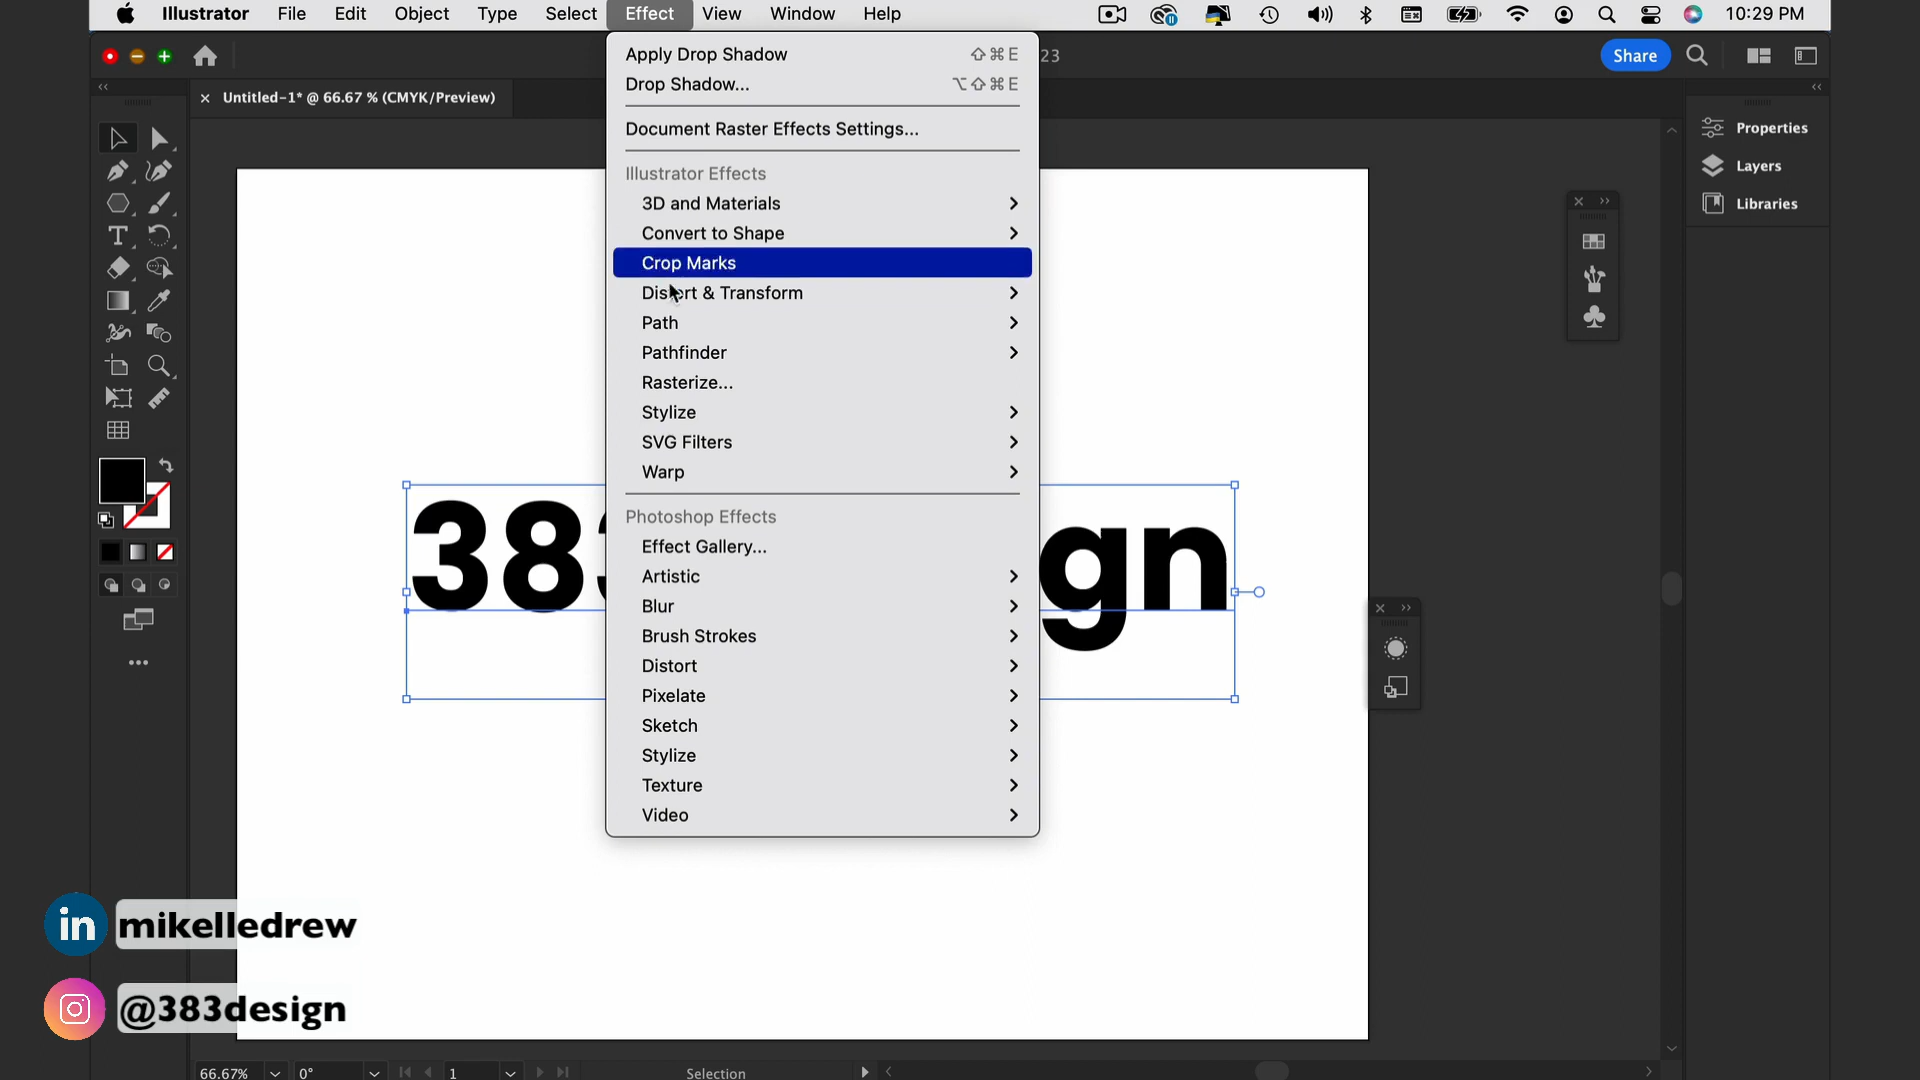 Illustrator File Edit Object Type Select Effect View Window Help 10:29 PM
23 Share
Untitled-1* @ 66.67 % (CMYK/Preview)
Apply Drop Shadow ⇧⌘E
Drop Shadow... ⌥⇧⌘E
Document Raster Effects Settings...
Illustrator Effects
3D and Materials
Convert to Shape
Crop Marks
Distort & Transform
Path
Pathfinder
Rasterize...
Stylize
SVG Filters
Warp
Photoshop Effects
Effect Gallery...
Artistic
Blur
Brush Strokes
Distort
Pixelate
Sketch
Stylize
Texture
Video
Properties
Layers
Libraries
383 gn
in mikelledrew
@383design
66.67% 0° 1 Selection